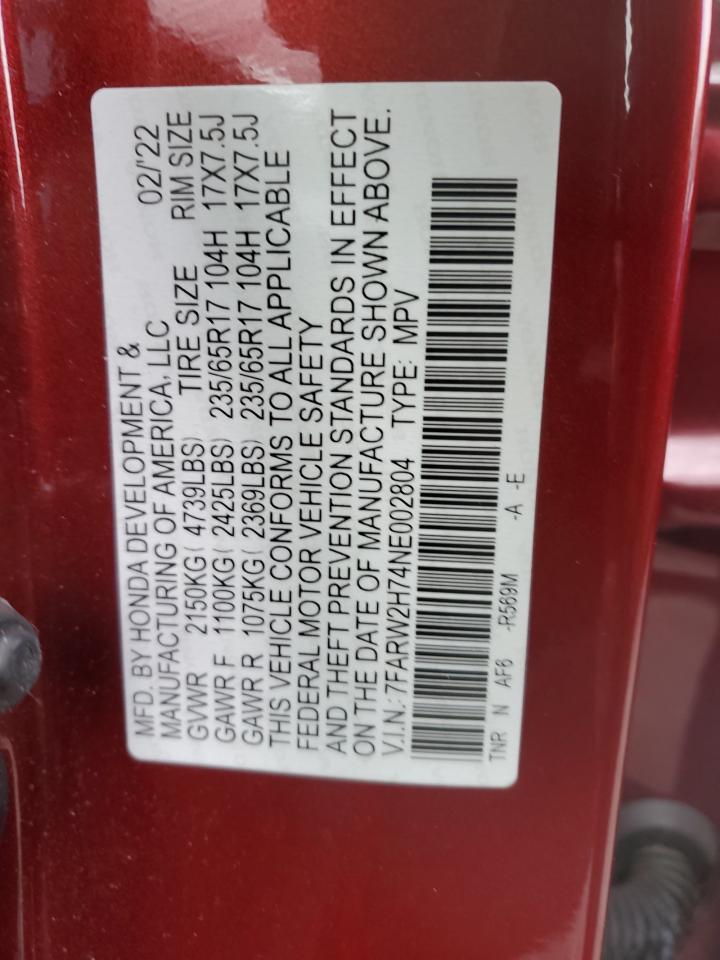 MFD. BY HONDA DEVELOPMENT & 02/'22
MANUFACTURING OF AMERICA, LLC
TIRE SIZE RIM SIZE
GVWR 2150KG( 4739LBS)
GAWR F 1100KG( 2425LBS) 235/65R17 104H 17X7.5J
GAWR R 1075KG( 2369LBS) 235/65R17 104H 17X7.5J
THIS VEHICLE CONFORMS TO ALL APPLICABLE
FEDERAL MOTOR VEHICLE SAFETY
AND THEFT PREVENTION STANDARDS IN EFFECT
ON THE DATE OF MANUFACTURE SHOWN ABOVE.
V.I.N.: 7FARW2H74NE002804 TYPE: MPV
TNR N AF6 -R569M -A -E